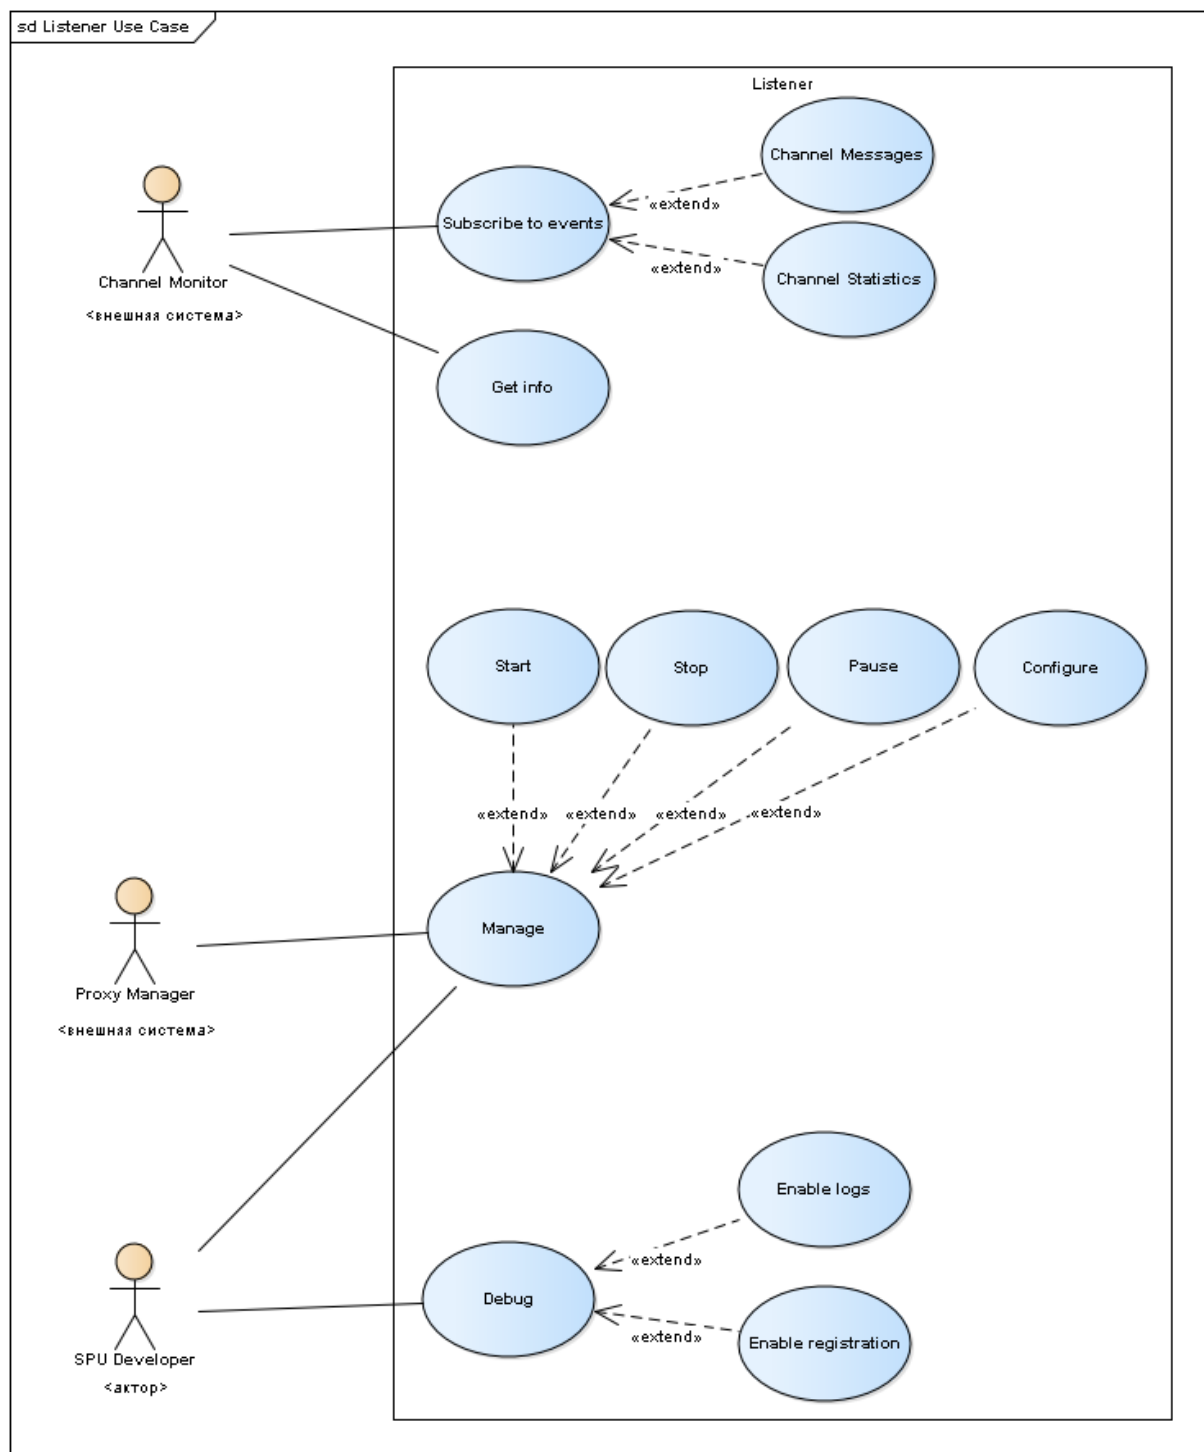 sd Listener Use Case
Listener
Channel Messages
«extend»
Subscribe to events
Channel Monitor
<внешняя система>
«extend»
Channel Statistics
Get info
Start
Stop
Pause
Configure
«extend»
«extend»
«extend»
«extend»
Manage
Proxy Manager
<внешняя система>
Enable logs
«extend»
Debug
«extend»
Enable registration
SPU Developer
<актор>